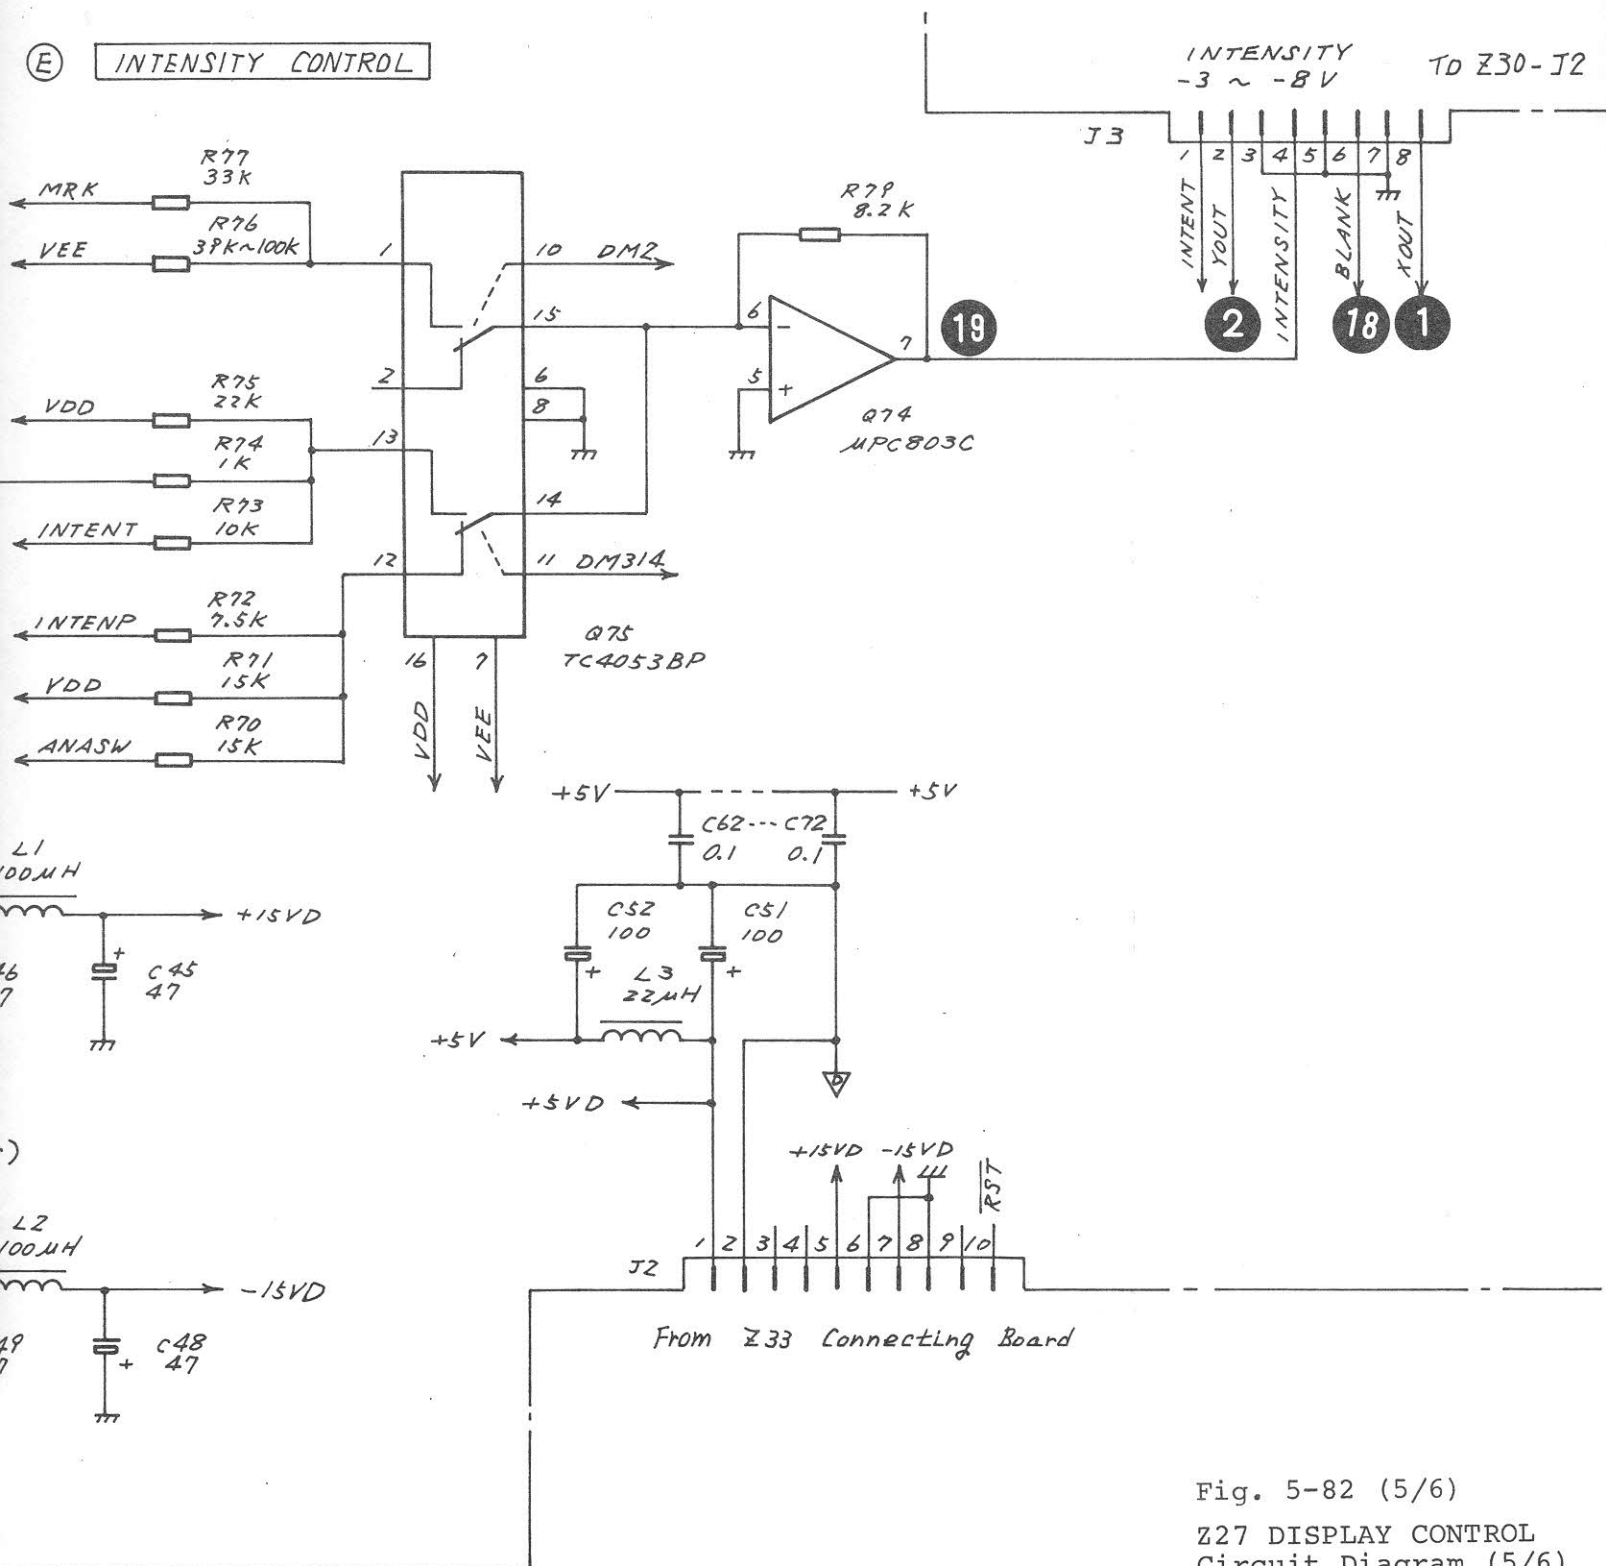 E INTENSITY CONTROL
INTENSITY
-3 ~ -8 V
TO Z30-J2
J3
1 2 3 4 5 6 7 8
INTENT
YOUT
INTENSITY
BLANK
XOUT
2
18
1
R77
33K
MRK
R76
39K~100K
VEE
1
10 DM2
15
2
6
8
R75
22K
VDD
R74
1K
13
R73
10K
INTENT
14
12
11 DM314
R72
7.5K
INTENP
R71
15K
VDD
R70
15K
ANASW
16
7
VDD
VEE
Q75
TC4053BP
R79
8.2K
6
-
5
+
7
19
Q74
μPC803C
+5V
+5V
C62---C72
0.1 0.1
C52
100
+
C51
100
+
L3
22μH
+5V
+5VD
D
L1
100μH
+15VD
+
C45
47
L2
100μH
-15VD
C48
47
+
+15VD -15VD
RST
1 2 3 4 5 6 7 8 9 10
J2
From Z33 Connecting Board
Fig. 5-82 (5/6)
Z27 DISPLAY CONTROL
Circuit Diagram (5/6)